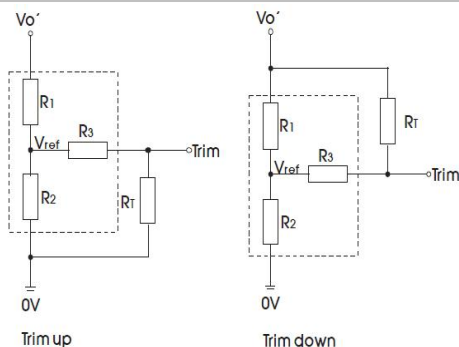 Vo´
R1
Vref
R3
Trim
R2
RT
0V
Trim up
Vo´
R1
RT
Vref
R3
Trim
R2
0V
Trim down